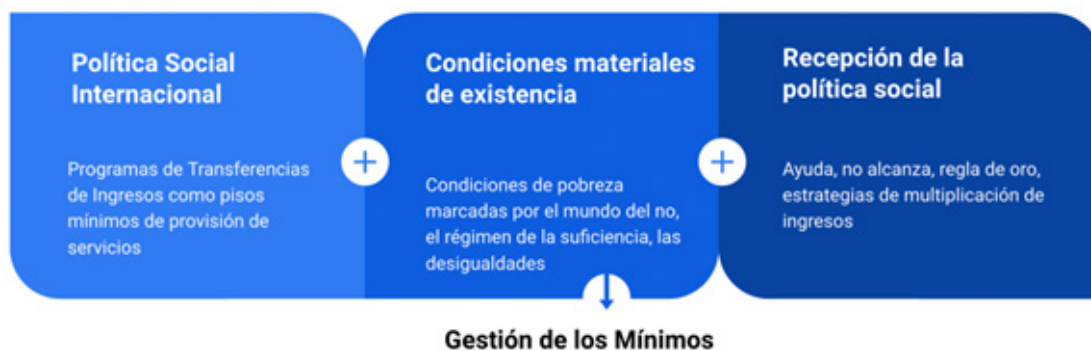 Política Social
Internacional
Programas de Transferencias
de Ingresos como pisos
mínimos de provisión de
servicios
Condiciones materiales
de existencia
Condiciones de pobreza
marcadas por el mundo del no,
el régimen de la suficiencia, las
desigualdades
Recepción de la
política social
Ayuda, no alcanza, regla de oro,
estrategias de multiplicación de
ingresos
Gestión de los Mínimos